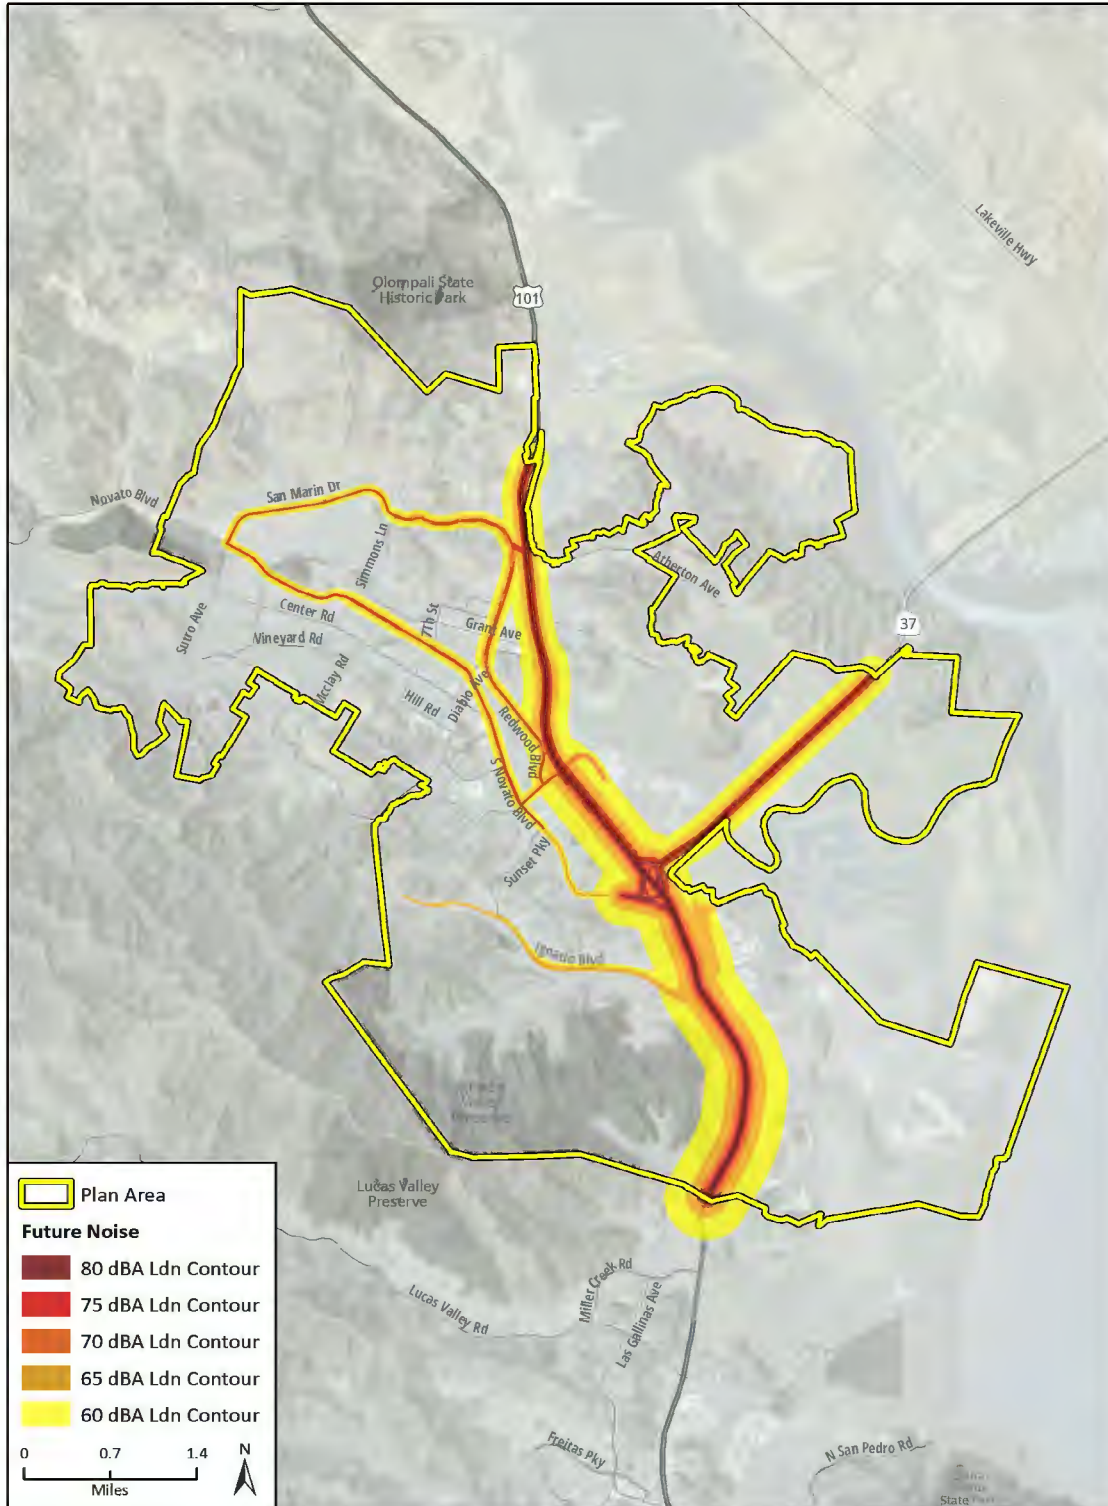 Lakeville Hwy
Olompali State
Historic Park
101
Novato Blvd
San Marin Dr
Simmons Ln
Atherton Ave
Sutro Ave
Center Rd
7th St
Grant Ave
37
Vineyard Rd
Mcclay Rd
Hill Rd
Diablo Ave
Redwood Blvd
S Novato Blvd
Sunset Pky
Ignacio Blvd
Valley
Preserve
Lucas Valley
Preserve
Miller Creek Rd
Lucas Valley Rd
Las Gallinas Ave
Freitas Pky
N San Pedro Rd
State Park
Plan Area
Future Noise
80 dBA Ldn Contour
75 dBA Ldn Contour
70 dBA Ldn Contour
65 dBA Ldn Contour
60 dBA Ldn Contour
0 0.7 1.4
Miles
N